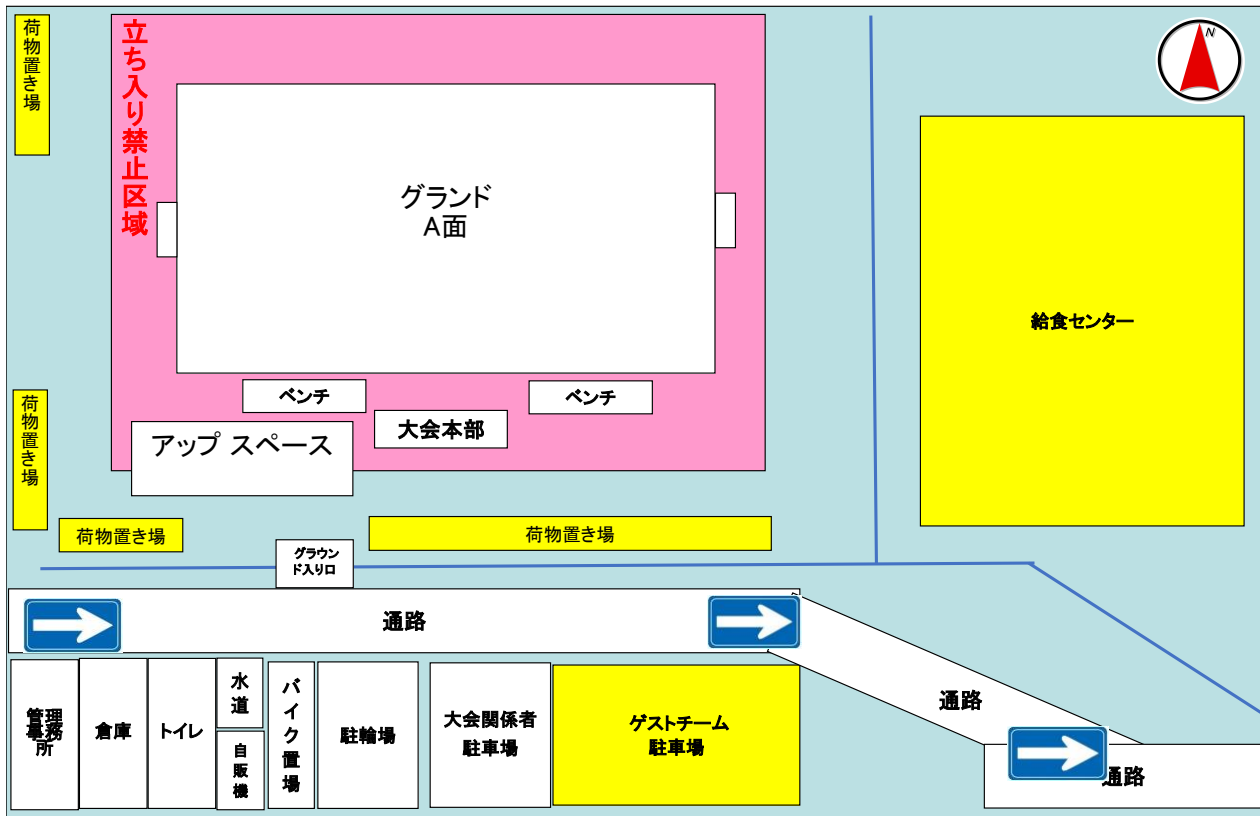 荷物置き場
立ち入り禁止区域
N
グランド
A面
給食センター
ベンチ
ベンチ
大会本部
アップ スペース
荷物置き場
荷物置き場
荷物置き場
グラウン
ド入り口
通路
通路
通路
管理
事務
所
倉庫
トイレ
水道
自販機
バイク置場
駐輪場
大会関係者
駐車場
ゲストチーム
駐車場